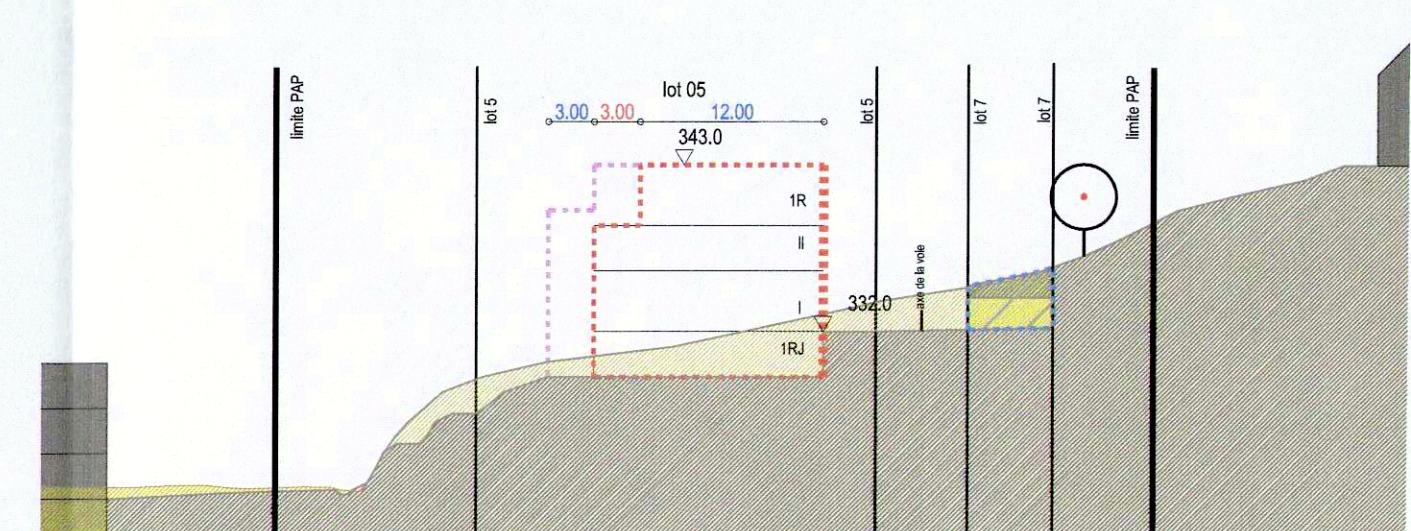 limite PAP
lot 5
lot 05
3.00 3.00 12.00
343.0
lot 5
lot 7
lot 7
limite PAP
1R
II
I
332.0
axe de la voie
1RJ